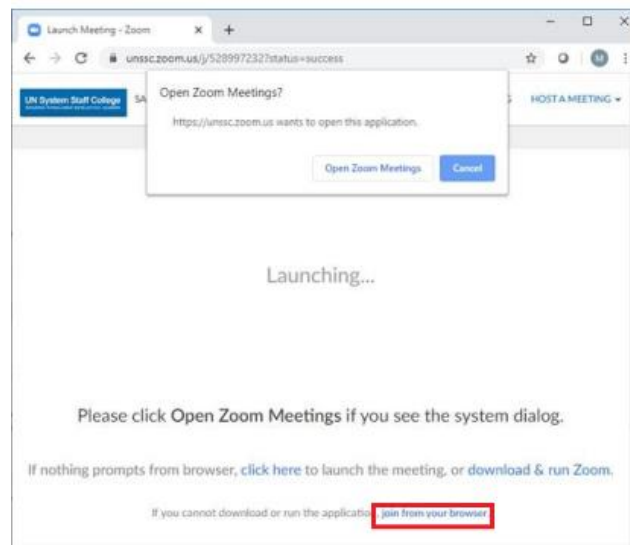 Launch Meeting - Zoom
unssc.zoom.us/j/528997232?status=success
UN System Staff College SA
HOST A MEETING
Open Zoom Meetings?
https://unssc.zoom.us wants to open this application.
Open Zoom Meetings Cancel
Launching...
Please click Open Zoom Meetings if you see the system dialog.
If nothing prompts from browser, click here to launch the meeting, or download & run Zoom.
If you cannot download or run the application, join from your browser.